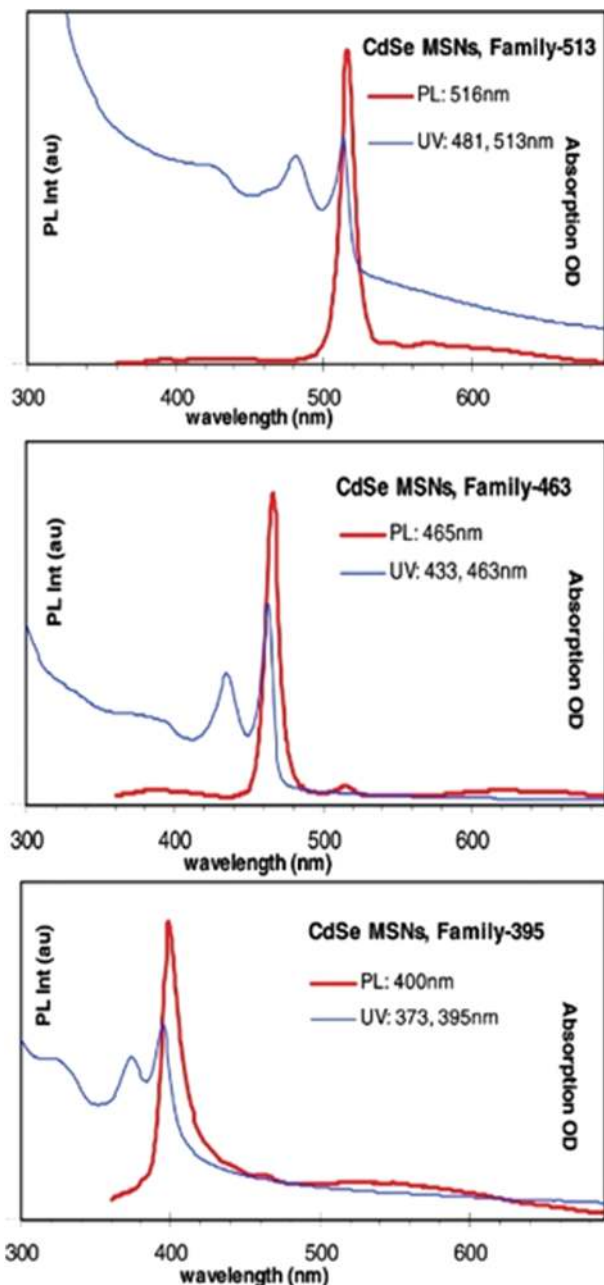 CdSe MSNs, Family-513
PL: 516nm
UV: 481, 513nm
PL Int (au)
Absorption OD
300 400 500 600
wavelength (nm)
CdSe MSNs, Family-463
PL: 465nm
UV: 433, 463nm
PL Int (au)
Absorption OD
300 400 500 600
wavelength (nm)
CdSe MSNs, Family-395
PL: 400nm
UV: 373, 395nm
PL Int (au)
Absorption OD
300 400 500 600
wavelength (nm)